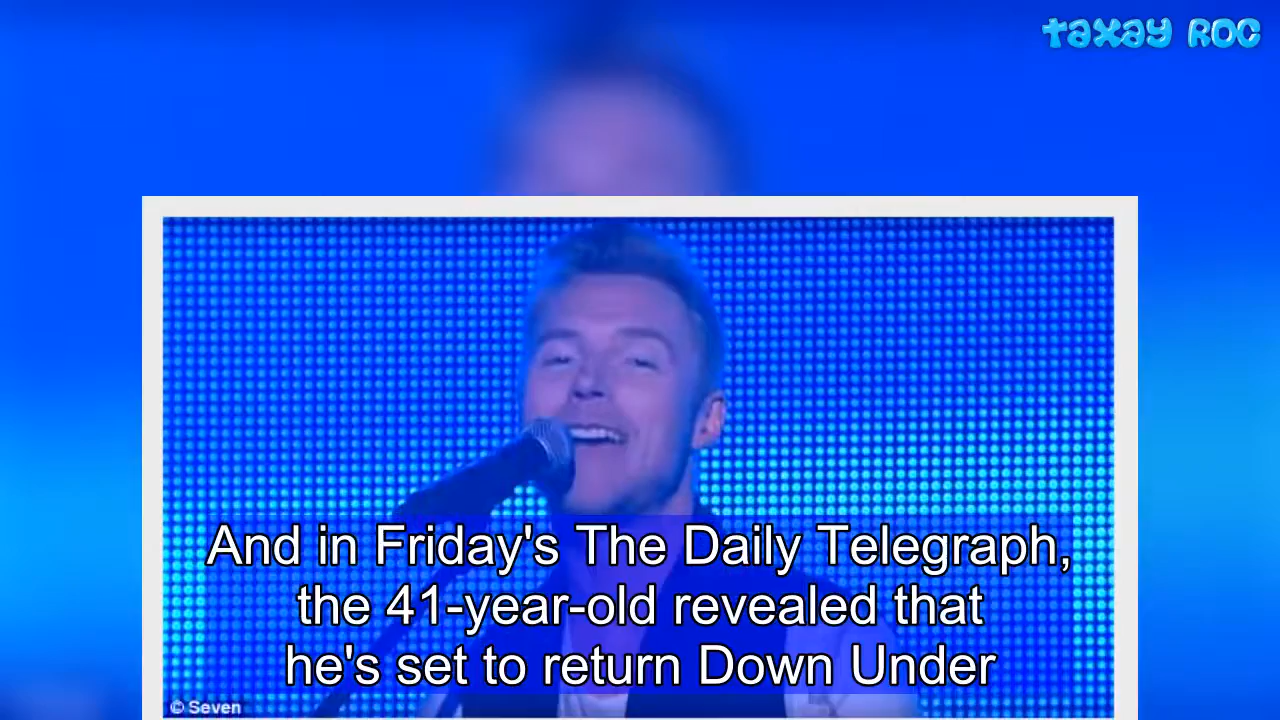 taxay ROC
And in Friday's The Daily Telegraph,
the 41-year-old revealed that
he's set to return Down Under
© Seven